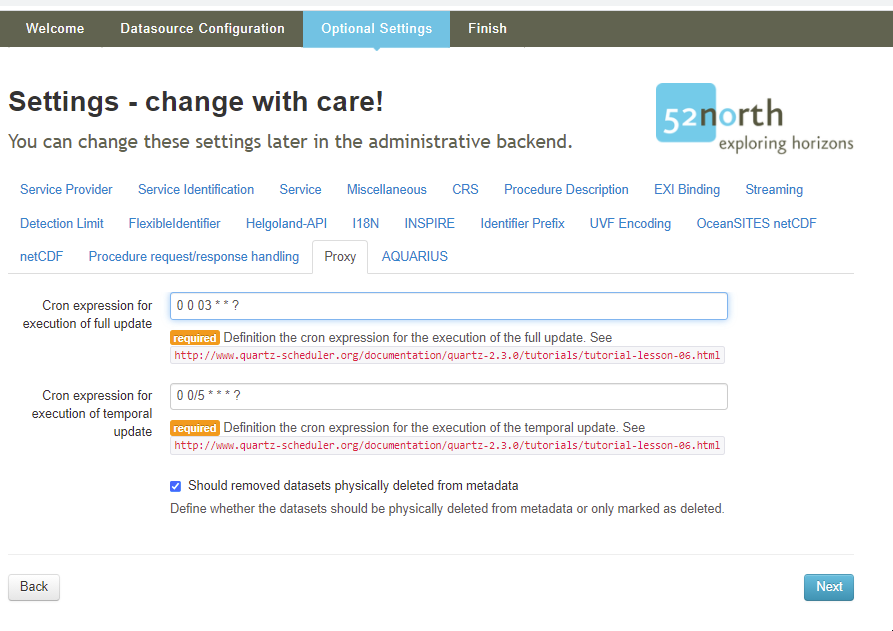 Welcome Datasource Configuration Optional Settings Finish
Settings - change with care!
You can change these settings later in the administrative backend.
52north
exploring horizons
Service Provider Service Identification Service Miscellaneous CRS Procedure Description EXI Binding Streaming
Detection Limit FlexibleIdentifier Helgoland-API I18N INSPIRE Identifier Prefix UVF Encoding OceanSITES netCDF
netCDF Procedure request/response handling Proxy AQUARIUS
Cron expression for
execution of full update
0 0 03 * * ?
required Definition the cron expression for the execution of the full update. See
http://www.quartz-scheduler.org/documentation/quartz-2.3.0/tutorials/tutorial-lesson-06.html
Cron expression for
execution of temporal
update
0 0/5 * * * ?
required Definition the cron expression for the execution of the temporal update. See
http://www.quartz-scheduler.org/documentation/quartz-2.3.0/tutorials/tutorial-lesson-06.html
Should removed datasets physically deleted from metadata
Define whether the datasets should be physically deleted from metadata or only marked as deleted.
Back Next